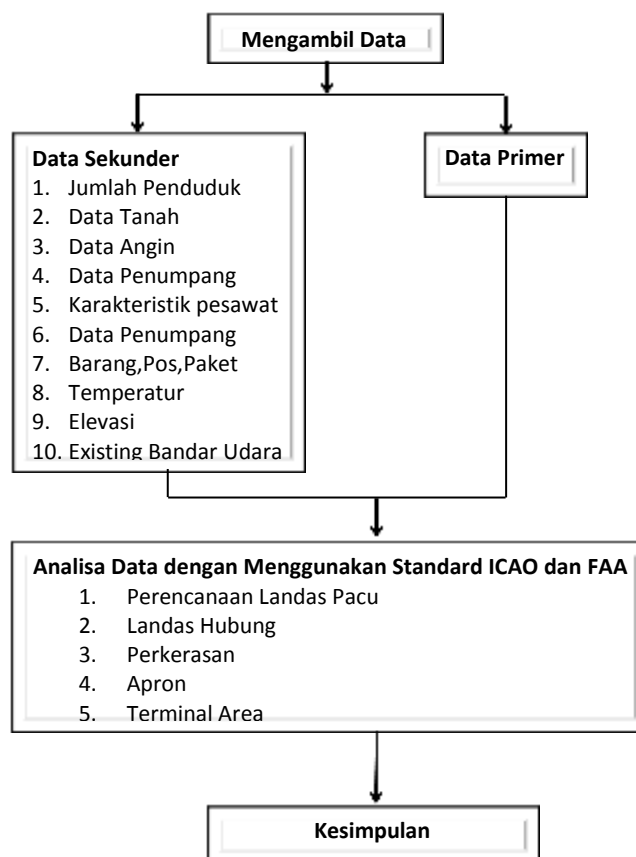 Mengambil Data
Data Sekunder
1. Jumlah Penduduk
2. Data Tanah
3. Data Angin
4. Data Penumpang
5. Karakteristik pesawat
6. Data Penumpang
7. Barang,Pos,Paket
8. Temperatur
9. Elevasi
10. Existing Bandar Udara
Data Primer
Analisa Data dengan Menggunakan Standard ICAO dan FAA
1. Perencanaan Landas Pacu
2. Landas Hubung
3. Perkerasan
4. Apron
5. Terminal Area
Kesimpulan